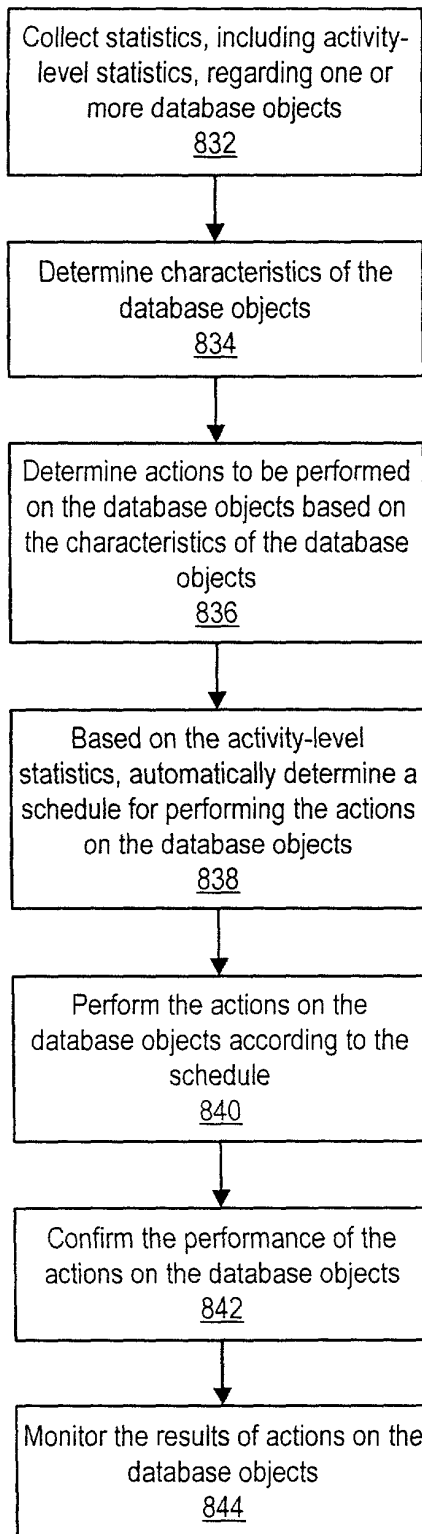 Collect statistics, including activity-
level statistics, regarding one or
more database objects
832
Determine characteristics of the
database objects
834
Determine actions to be performed
on the database objects based on
the characteristics of the database
objects
836
Based on the activity-level
statistics, automatically determine a
schedule for performing the actions
on the database objects
838
Perform the actions on the
database objects according to the
schedule
840
Confirm the performance of the
actions on the database objects
842
Monitor the results of actions on the
database objects
844